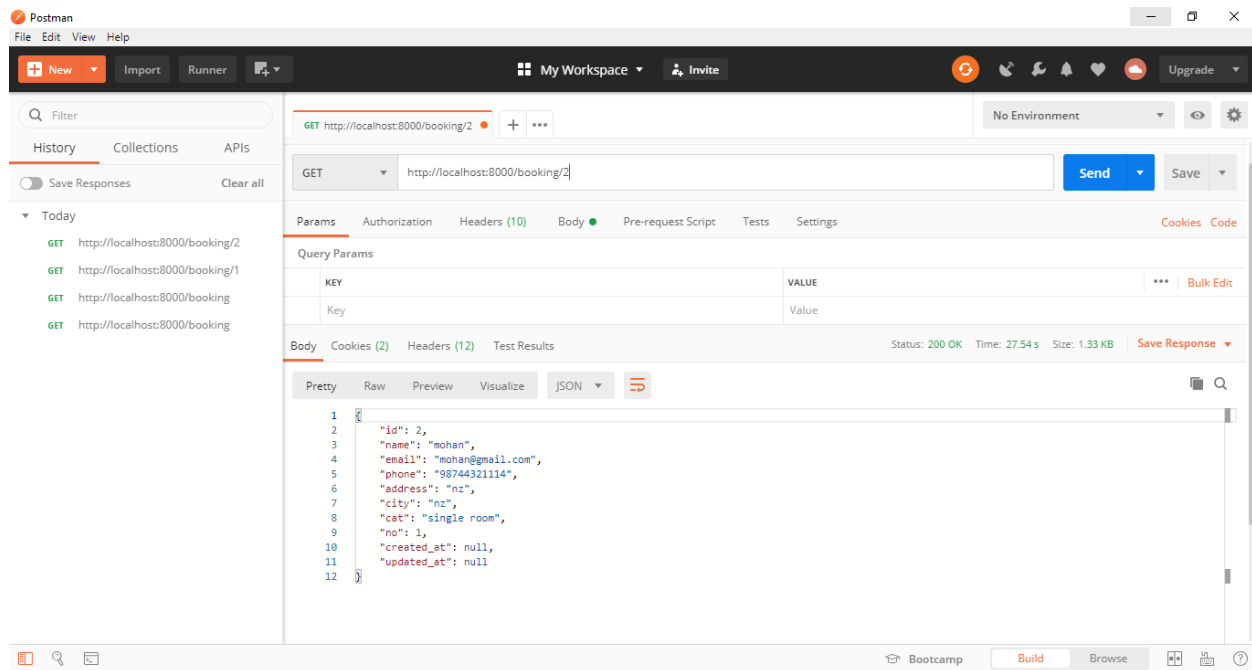 Postman
File Edit View Help
New Import Runner My Workspace Invite Upgrade
Filter
History Collections APIs
Save Responses Clear all
Today
GET http://localhost:8000/booking/2
GET http://localhost:8000/booking/1
GET http://localhost:8000/booking
GET http://localhost:8000/booking
GET http://localhost:8000/booking/2
No Environment
GET http://localhost:8000/booking/2 Send Save
Params Authorization Headers (10) Body Pre-request Script Tests Settings Cookies Code
Query Params
KEY VALUE Bulk Edit
Key Value
Body Cookies (2) Headers (12) Test Results Status: 200 OK Time: 27.54 s Size: 1.33 KB Save Response
Pretty Raw Preview Visualize JSON
1 {
2 "id": 2,
3 "name": "mohan",
4 "email": "mohan@gmail.com",
5 "phone": "98744321114",
6 "address": "nz",
7 "city": "nz",
8 "cat": "single room",
9 "no": 1,
10 "created_at": null,
11 "updated_at": null
12 }
Bootcamp Build Browse